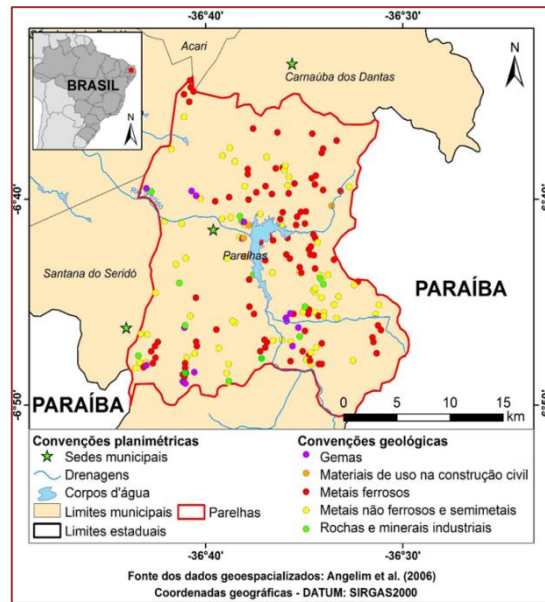 -36°40'
-36°30'
Acari
N
Carnaúba dos Dantas
BRASIL
N
-6°40'
-6°40'
Parelhas
Santana do Seridó
PARAÍBA
PARAÍBA
-6°50'
0 5 10 15
km
-36°40'
-36°30'
Convenções planimétricas
Sedes municipais
Drenagens
Corpos d'água
Limites municipais
Parelhas
Limites estaduais
Convenções geológicas
Gemas
Materiais de uso na construção civil
Metais ferrosos
Metais não ferrosos e semimetais
Rochas e minerais industriais
Fonte dos dados geoespacializados: Angelim et al. (2006)
Coordenadas geográficas - DATUM: SIRGAS2000